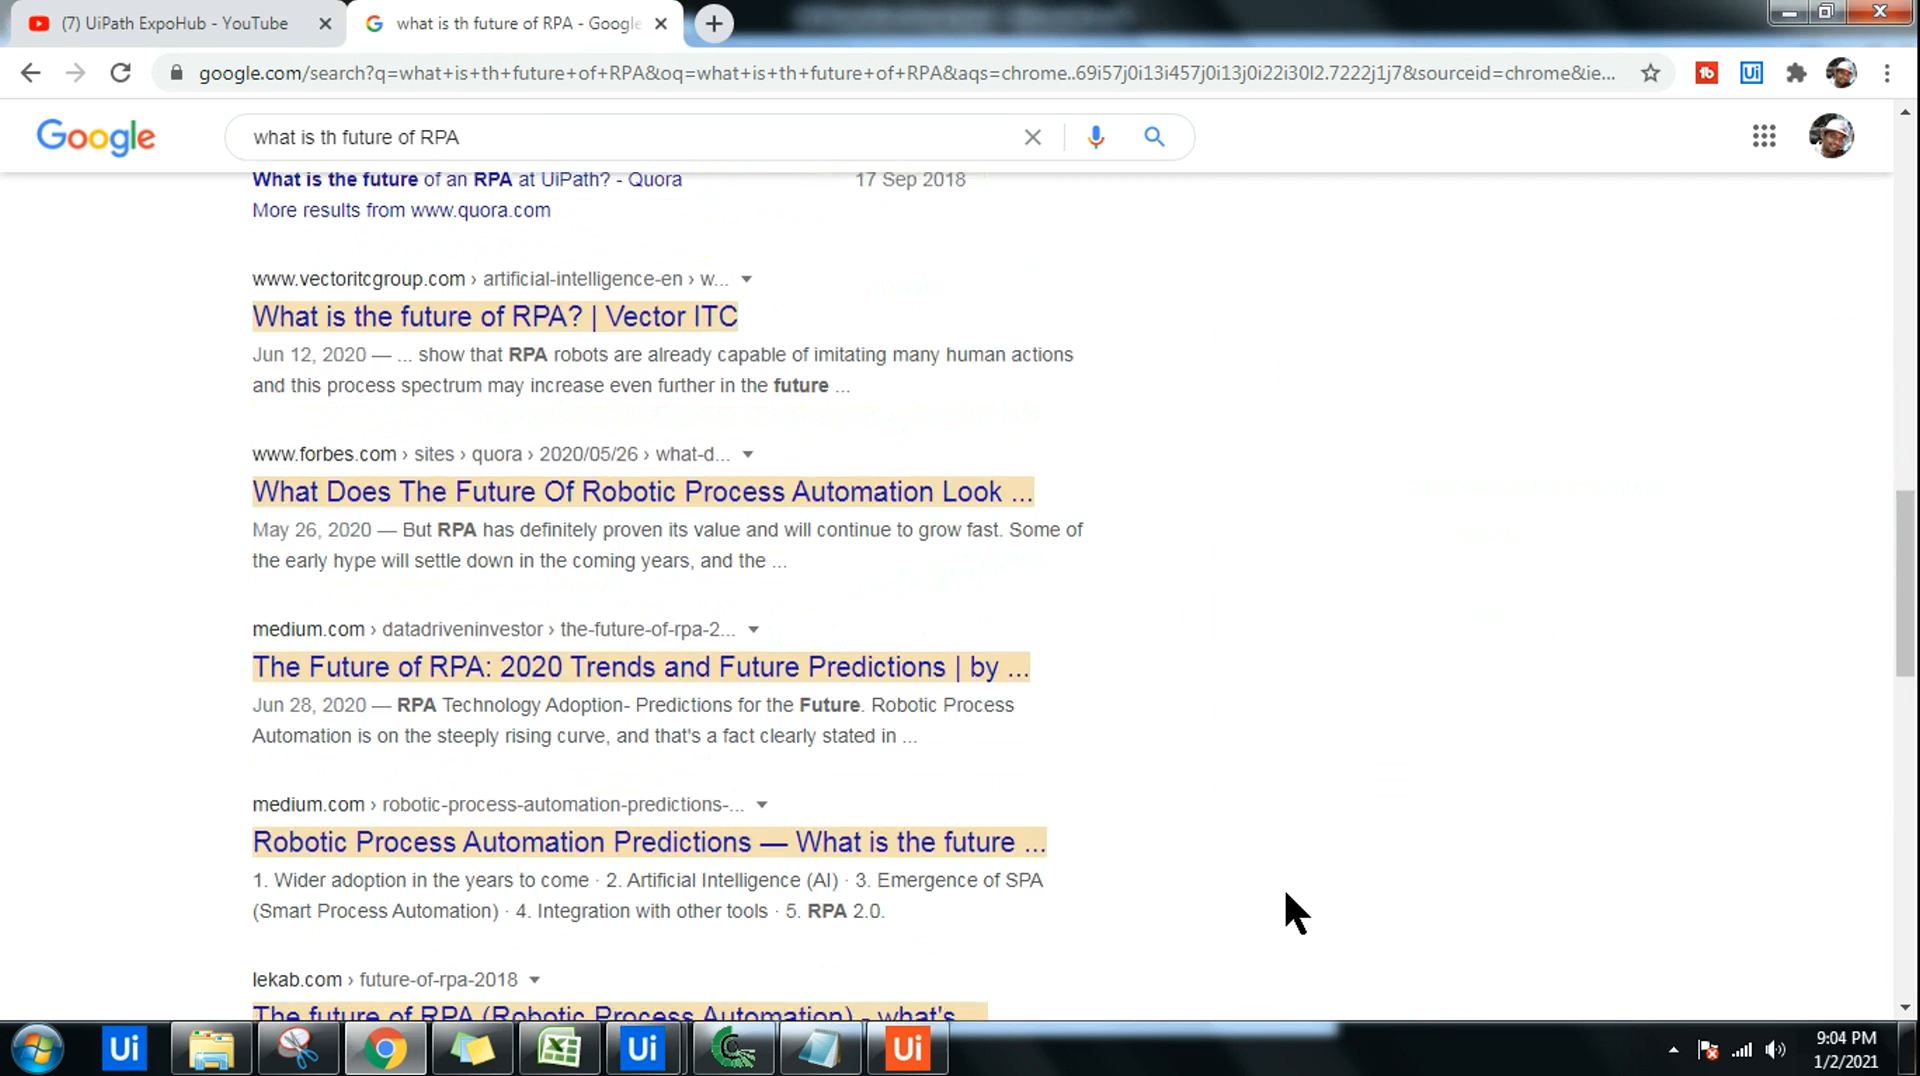 (7) UiPath ExpoHub - YouTube
what is th future of RPA - Google
google.com/search?q=what+is+th+future+of+RPA&oq=what+is+th+future+of+RPA&aqs=chrome..69i57j0i13i457j0i13j0i22i30l2.7222j1j7&sourceid=chrome&ie...
Google
what is th future of RPA
What is the future of an RPA at UiPath? - Quora 17 Sep 2018
More results from www.quora.com
www.vectoritcgroup.com › artificial-intelligence-en › w...
What is the future of RPA? | Vector ITC
Jun 12, 2020 — ... show that RPA robots are already capable of imitating many human actions
and this process spectrum may increase even further in the future ...
www.forbes.com › sites › quora › 2020/05/26 › what-d...
What Does The Future Of Robotic Process Automation Look ...
May 26, 2020 — But RPA has definitely proven its value and will continue to grow fast. Some of
the early hype will settle down in the coming years, and the ...
medium.com › datadriveninvestor › the-future-of-rpa-2...
The Future of RPA: 2020 Trends and Future Predictions | by ...
Jun 28, 2020 — RPA Technology Adoption- Predictions for the Future. Robotic Process
Automation is on the steeply rising curve, and that's a fact clearly stated in ...
medium.com › robotic-process-automation-predictions-...
Robotic Process Automation Predictions — What is the future ...
1. Wider adoption in the years to come · 2. Artificial Intelligence (AI) · 3. Emergence of SPA
(Smart Process Automation) · 4. Integration with other tools · 5. RPA 2.0.
lekab.com › future-of-rpa-2018
The future of RPA (Robotic Process Automation) - what's ...
Ui Ui Ui
9:04 PM
1/2/2021